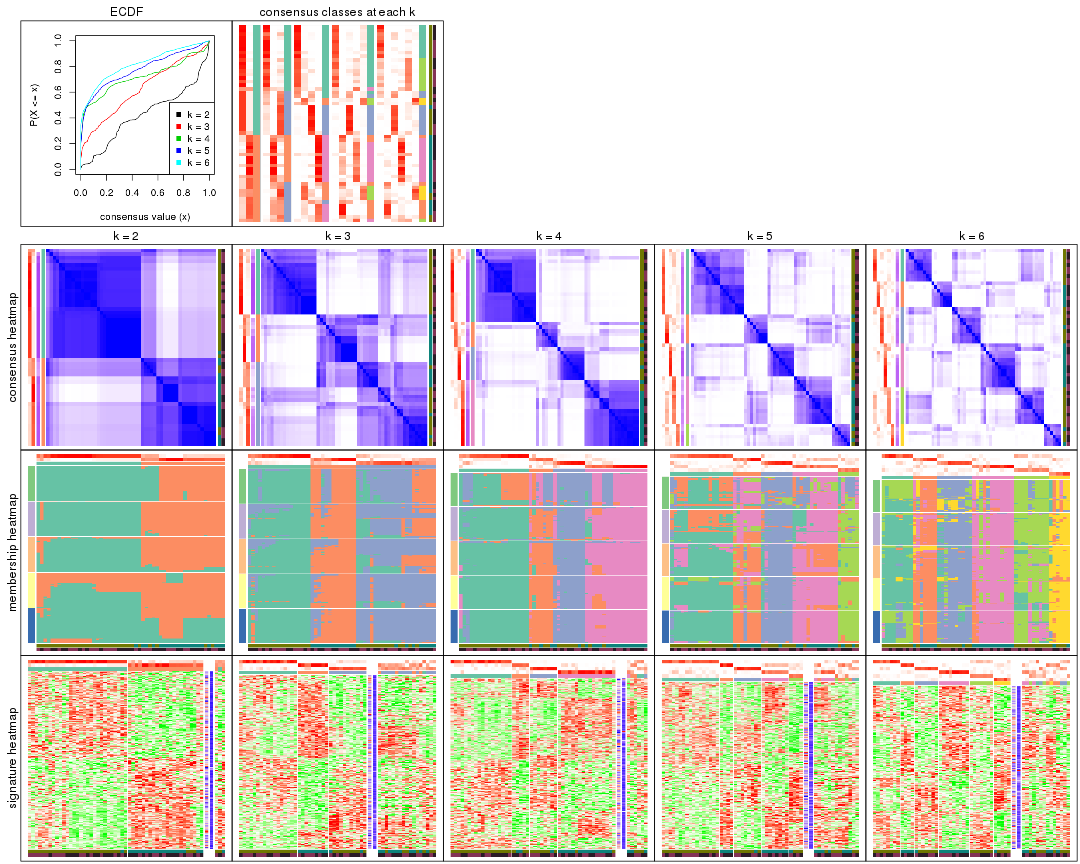 ECDF
consensus classes at each k
P(X <= x)
0.0 0.2 0.4 0.6 0.8 1.0
k = 2
k = 3
k = 4
k = 5
k = 6
0.0 0.2 0.4 0.6 0.8 1.0
consensus value (x)
k = 2 k = 3 k = 4 k = 5 k = 6
consensus heatmap
membership heatmap
signature heatmap